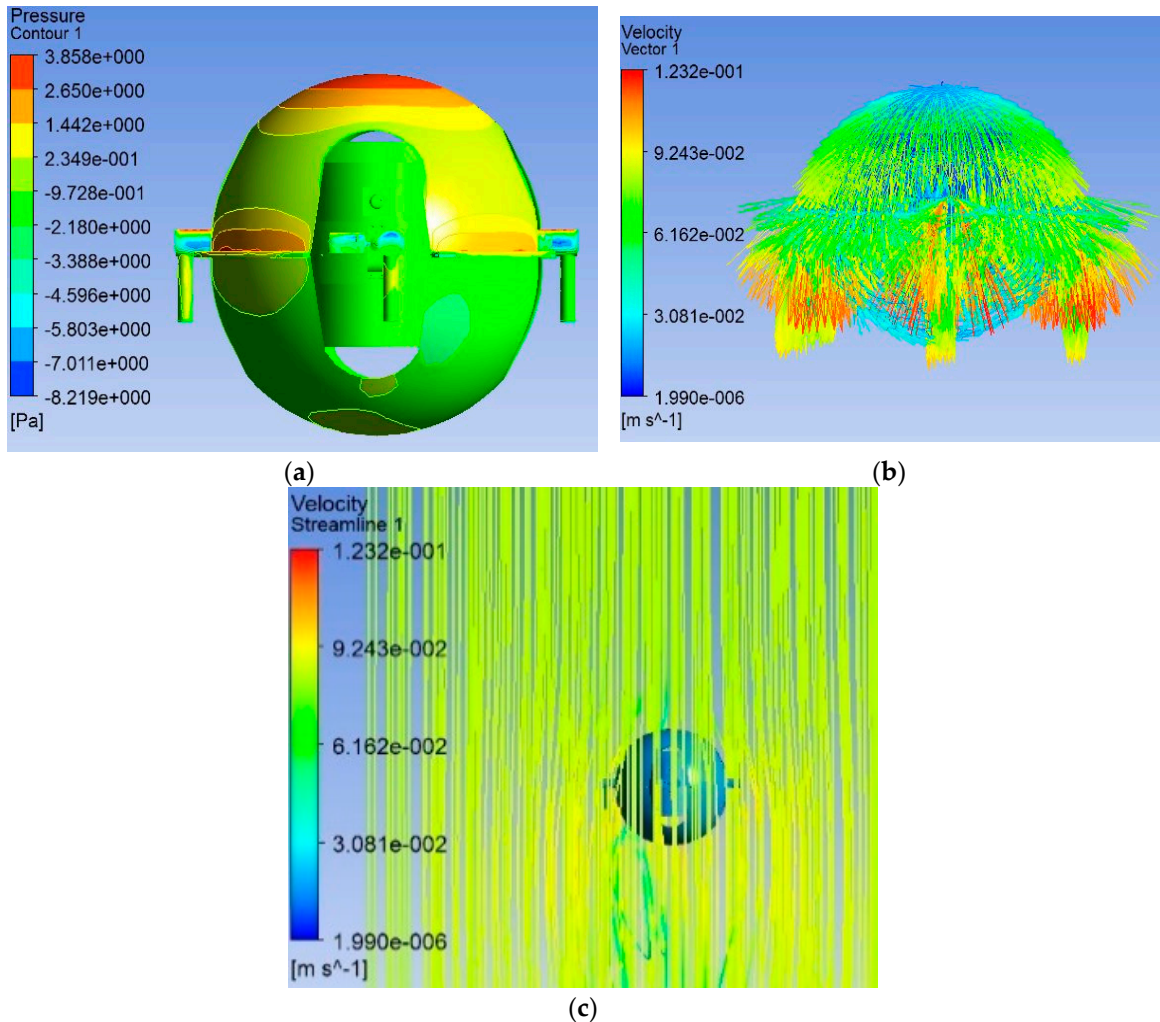 Pressure
Contour 1
3.858e+000
2.650e+000
1.442e+000
2.349e-001
-9.728e-001
-2.180e+000
-3.388e+000
-4.596e+000
-5.803e+000
-7.011e+000
-8.219e+000
[Pa]
(a)
Velocity
Vector 1
1.232e-001
9.243e-002
6.162e-002
3.081e-002
1.990e-006
[m s^-1]
(b)
Velocity
Streamline 1
1.232e-001
9.243e-002
6.162e-002
3.081e-002
1.990e-006
[m s^-1]
(c)